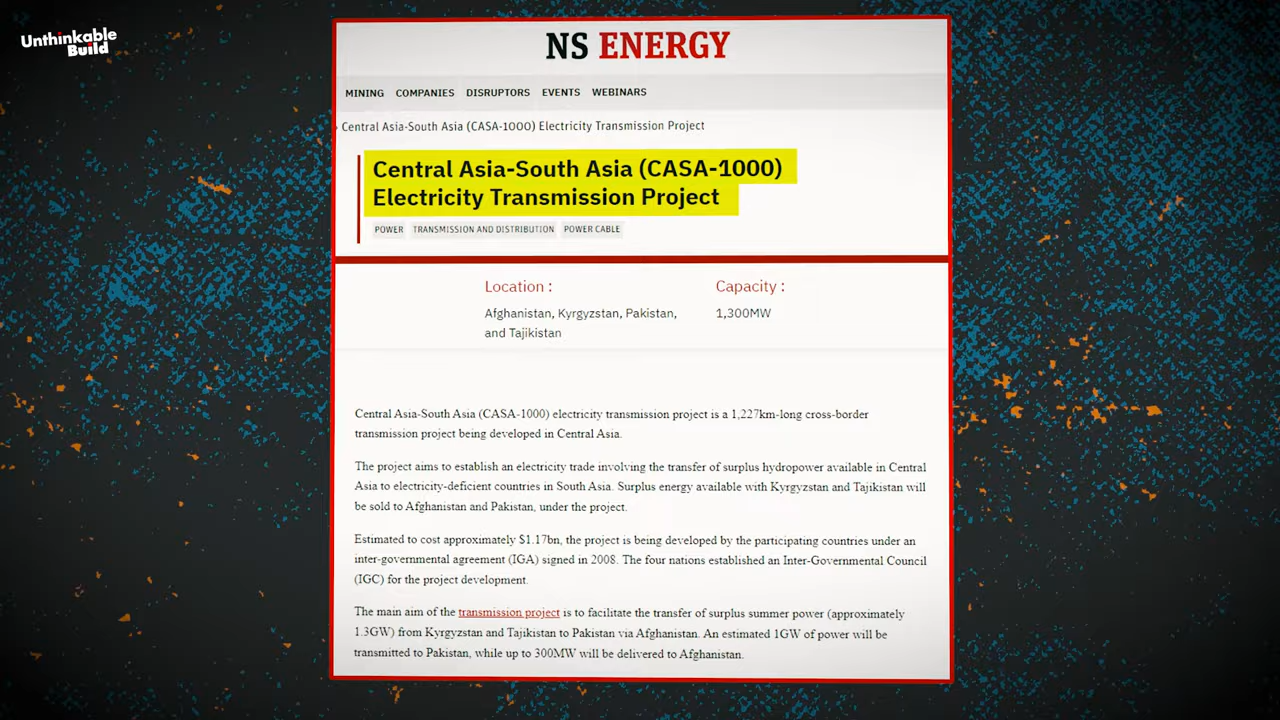 Unthinkable
Build
NS ENERGY
MINING COMPANIES DISRUPTORS EVENTS WEBINARS
Central Asia-South Asia (CASA-1000) Electricity Transmission Project
Central Asia-South Asia (CASA-1000)
Electricity Transmission Project
POWER TRANSMISSION AND DISTRIBUTION POWER CABLE
Location : Capacity :
Afghanistan, Kyrgyzstan, Pakistan, 1,300MW
and Tajikistan
Central Asia-South Asia (CASA-1000) electricity transmission project is a 1,227km-long cross-border
transmission project being developed in Central Asia.
The project aims to establish an electricity trade involving the transfer of surplus hydropower available in Central
Asia to electricity-deficient countries in South Asia. Surplus energy available with Kyrgyzstan and Tajikistan will
be sold to Afghanistan and Pakistan, under the project.
Estimated to cost approximately $1.17bn, the project is being developed by the participating countries under an
inter-governmental agreement (IGA) signed in 2008. The four nations established an Inter-Governmental Council
(IGC) for the project development.
The main aim of the transmission project is to facilitate the transfer of surplus summer power (approximately
1.3GW) from Kyrgyzstan and Tajikistan to Pakistan via Afghanistan. An estimated 1GW of power will be
transmitted to Pakistan, while up to 300MW will be delivered to Afghanistan.